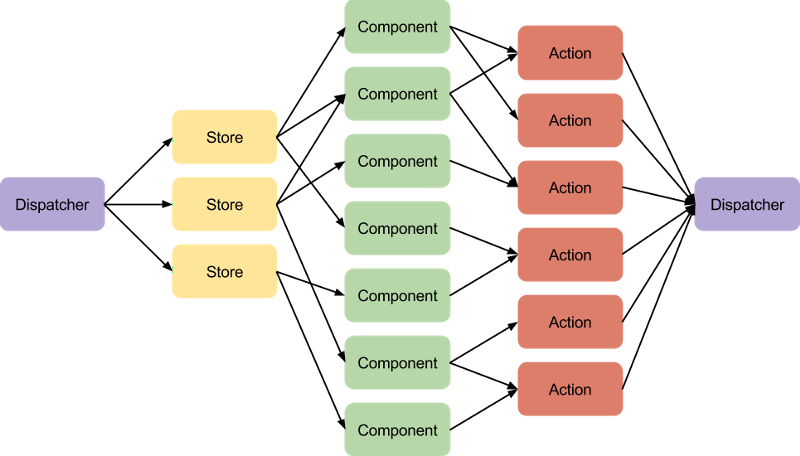 Dispatcher
Store
Store
Store
Component
Component
Component
Component
Component
Component
Component
Action
Action
Action
Action
Action
Action
Dispatcher